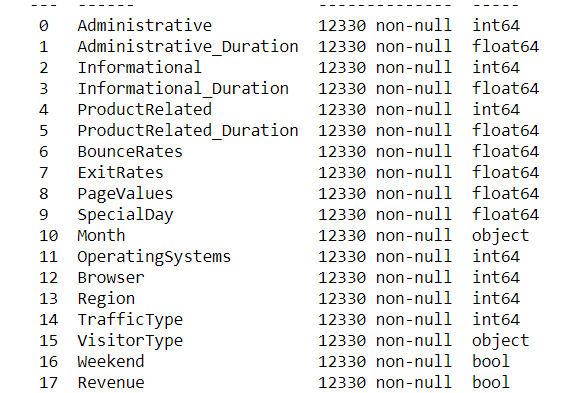 --- ------ -------------- -----
0 Administrative 12330 non-null int64
1 Administrative_Duration 12330 non-null float64
2 Informational 12330 non-null int64
3 Informational_Duration 12330 non-null float64
4 ProductRelated 12330 non-null int64
5 ProductRelated_Duration 12330 non-null float64
6 BounceRates 12330 non-null float64
7 ExitRates 12330 non-null float64
8 PageValues 12330 non-null float64
9 SpecialDay 12330 non-null float64
10 Month 12330 non-null object
11 OperatingSystems 12330 non-null int64
12 Browser 12330 non-null int64
13 Region 12330 non-null int64
14 TrafficType 12330 non-null int64
15 VisitorType 12330 non-null object
16 Weekend 12330 non-null bool
17 Revenue 12330 non-null bool